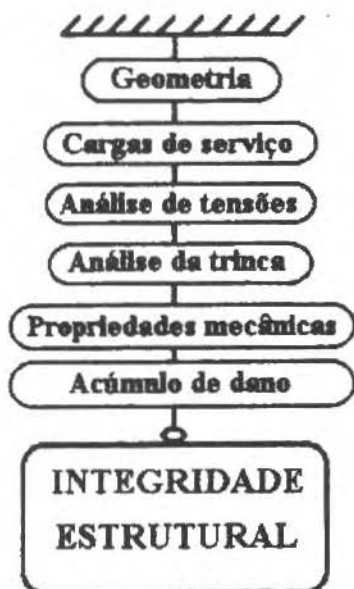 Geometria
Cargas de serviço
Análise de tensões
Análise da trinca
Propriedades mecânicas
Acúmulo de dano
INTEGRIDADE
ESTRUTURAL